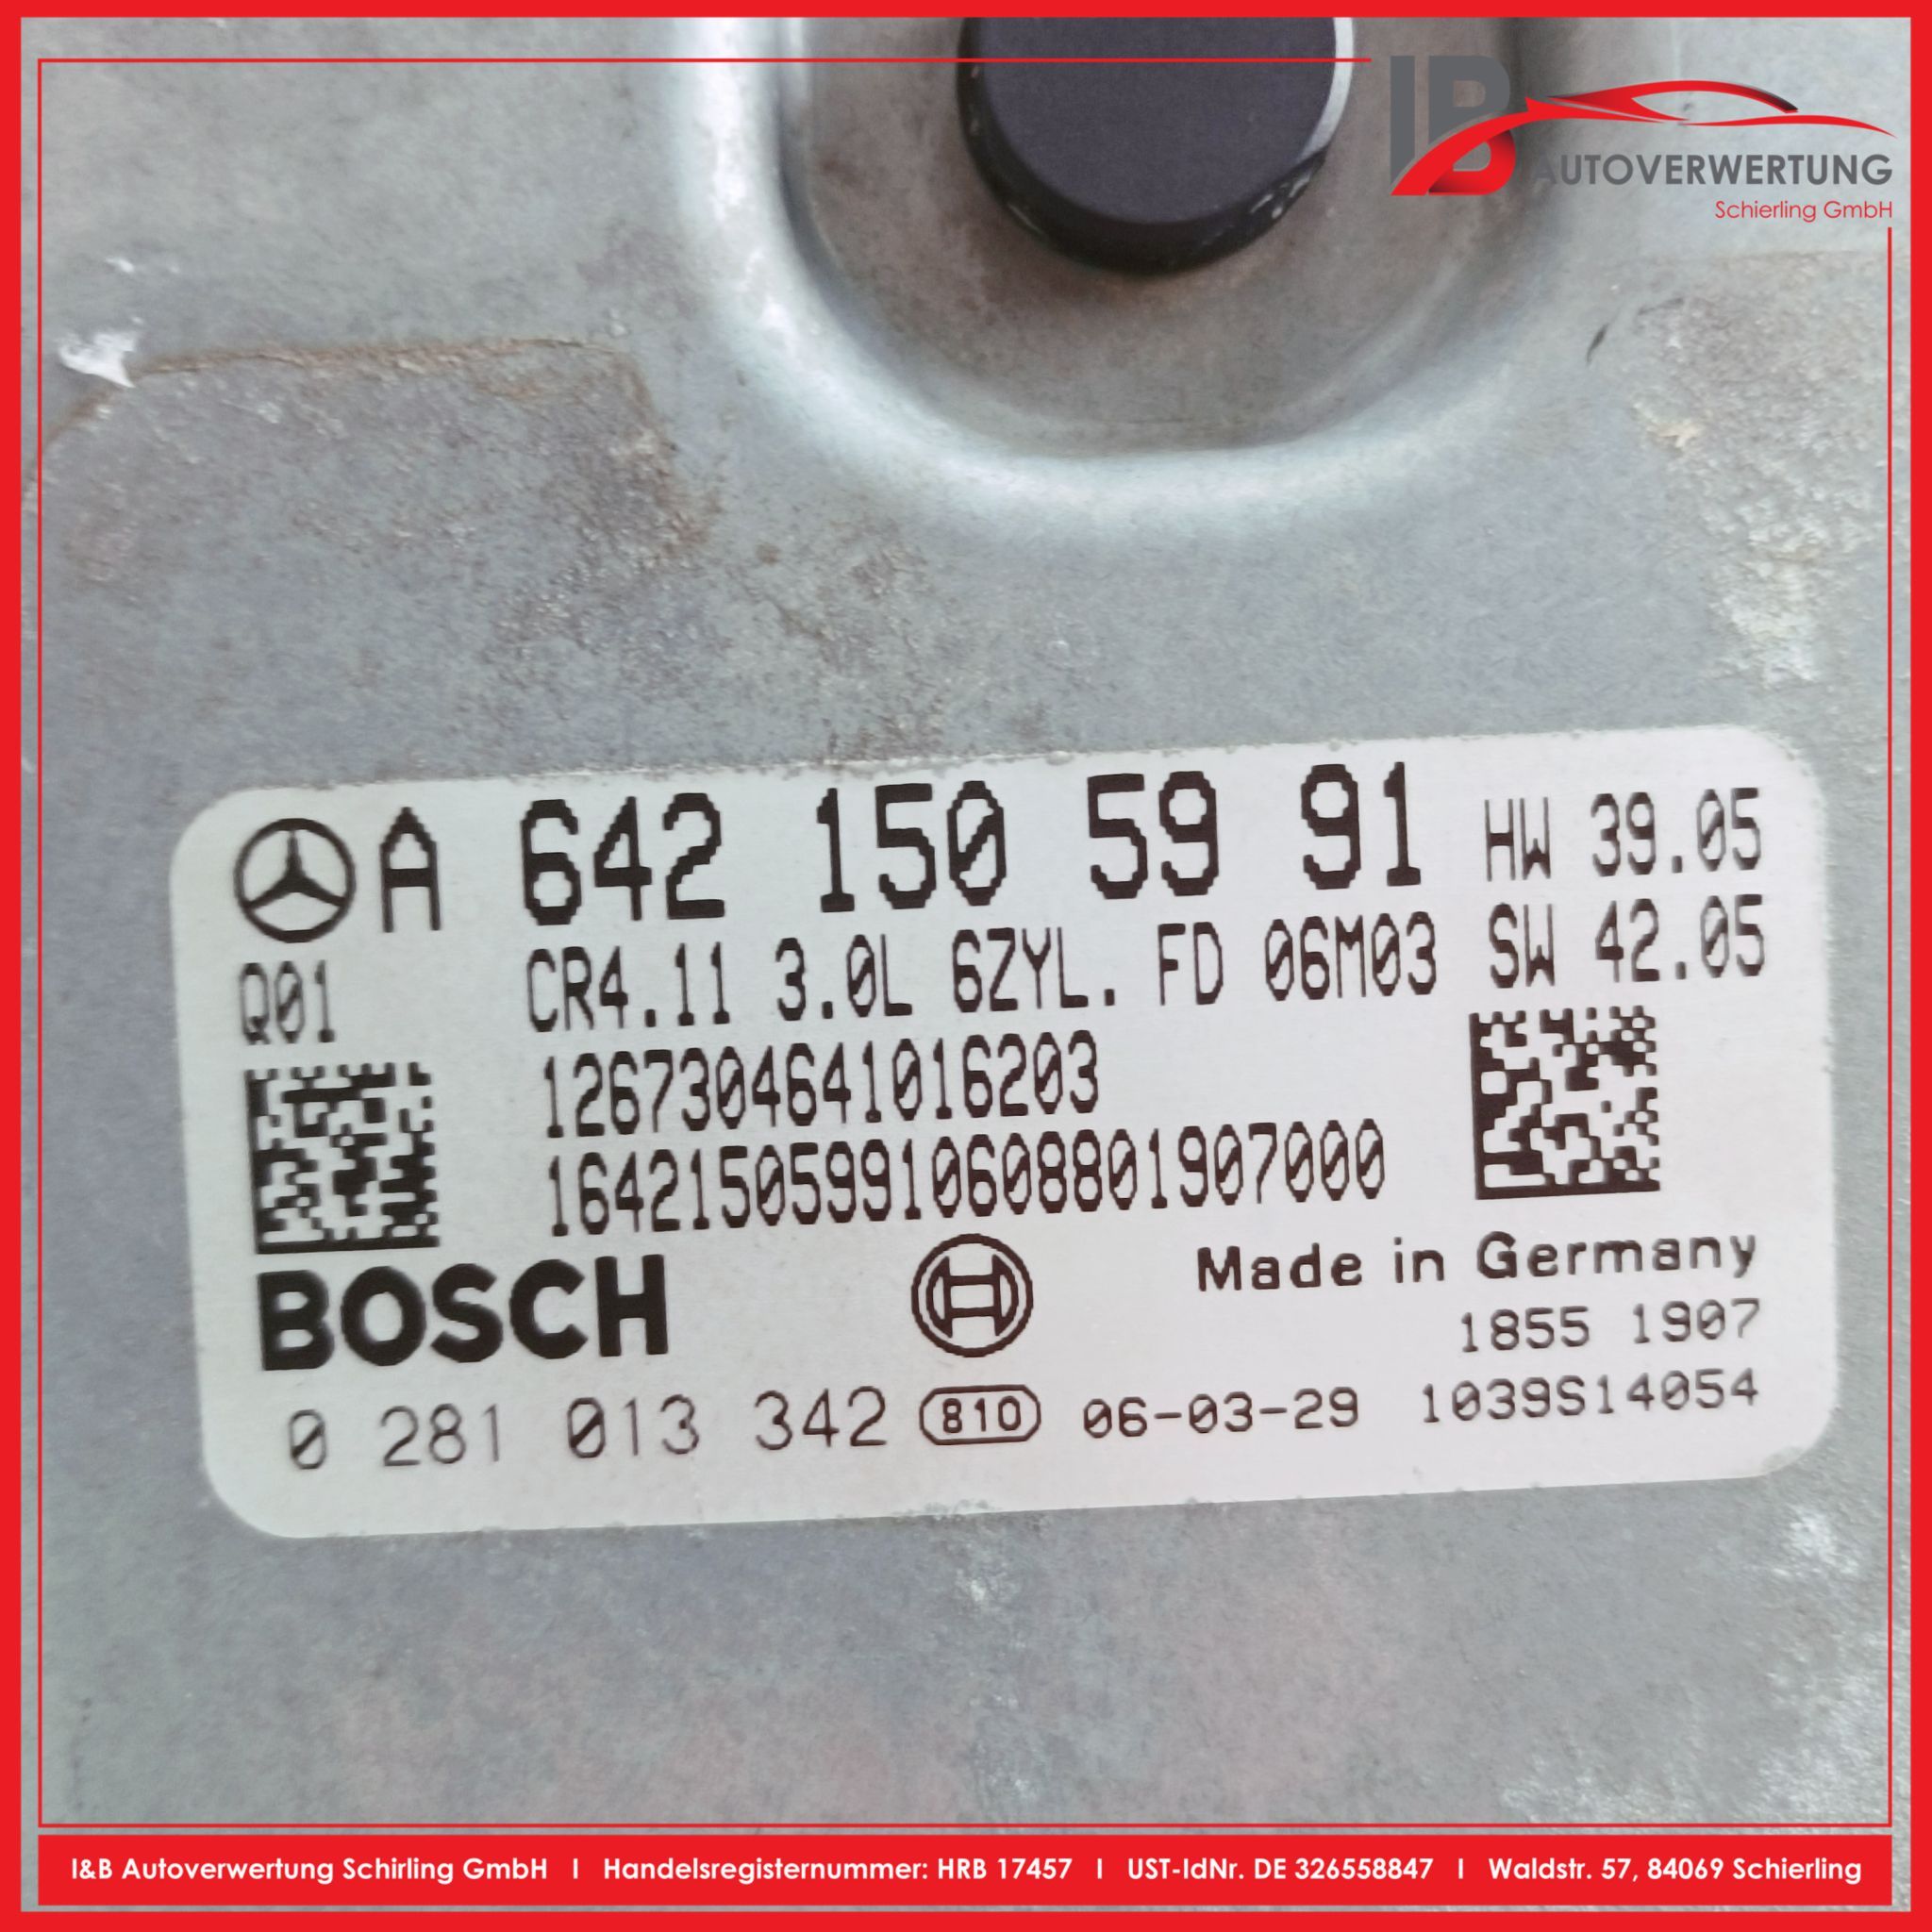 IB
AUTOVERWERTUNG
Schierling GmbH
A 642 150 59 91 HW 39.05
Q01 CR4.11 3.0L 6ZYL. FD 06M03 SW 42.05
1267304641016203
164215059910608801907000
BOSCH Made in Germany
1855 1907
0 281 013 342 810 06-03-29 1039S14054
I&B Autoverwertung Schirling GmbH I Handelsregisternummer: HRB 17457 I UST-IdNr. DE 326558847 I Waldstr. 57, 84069 Schierling